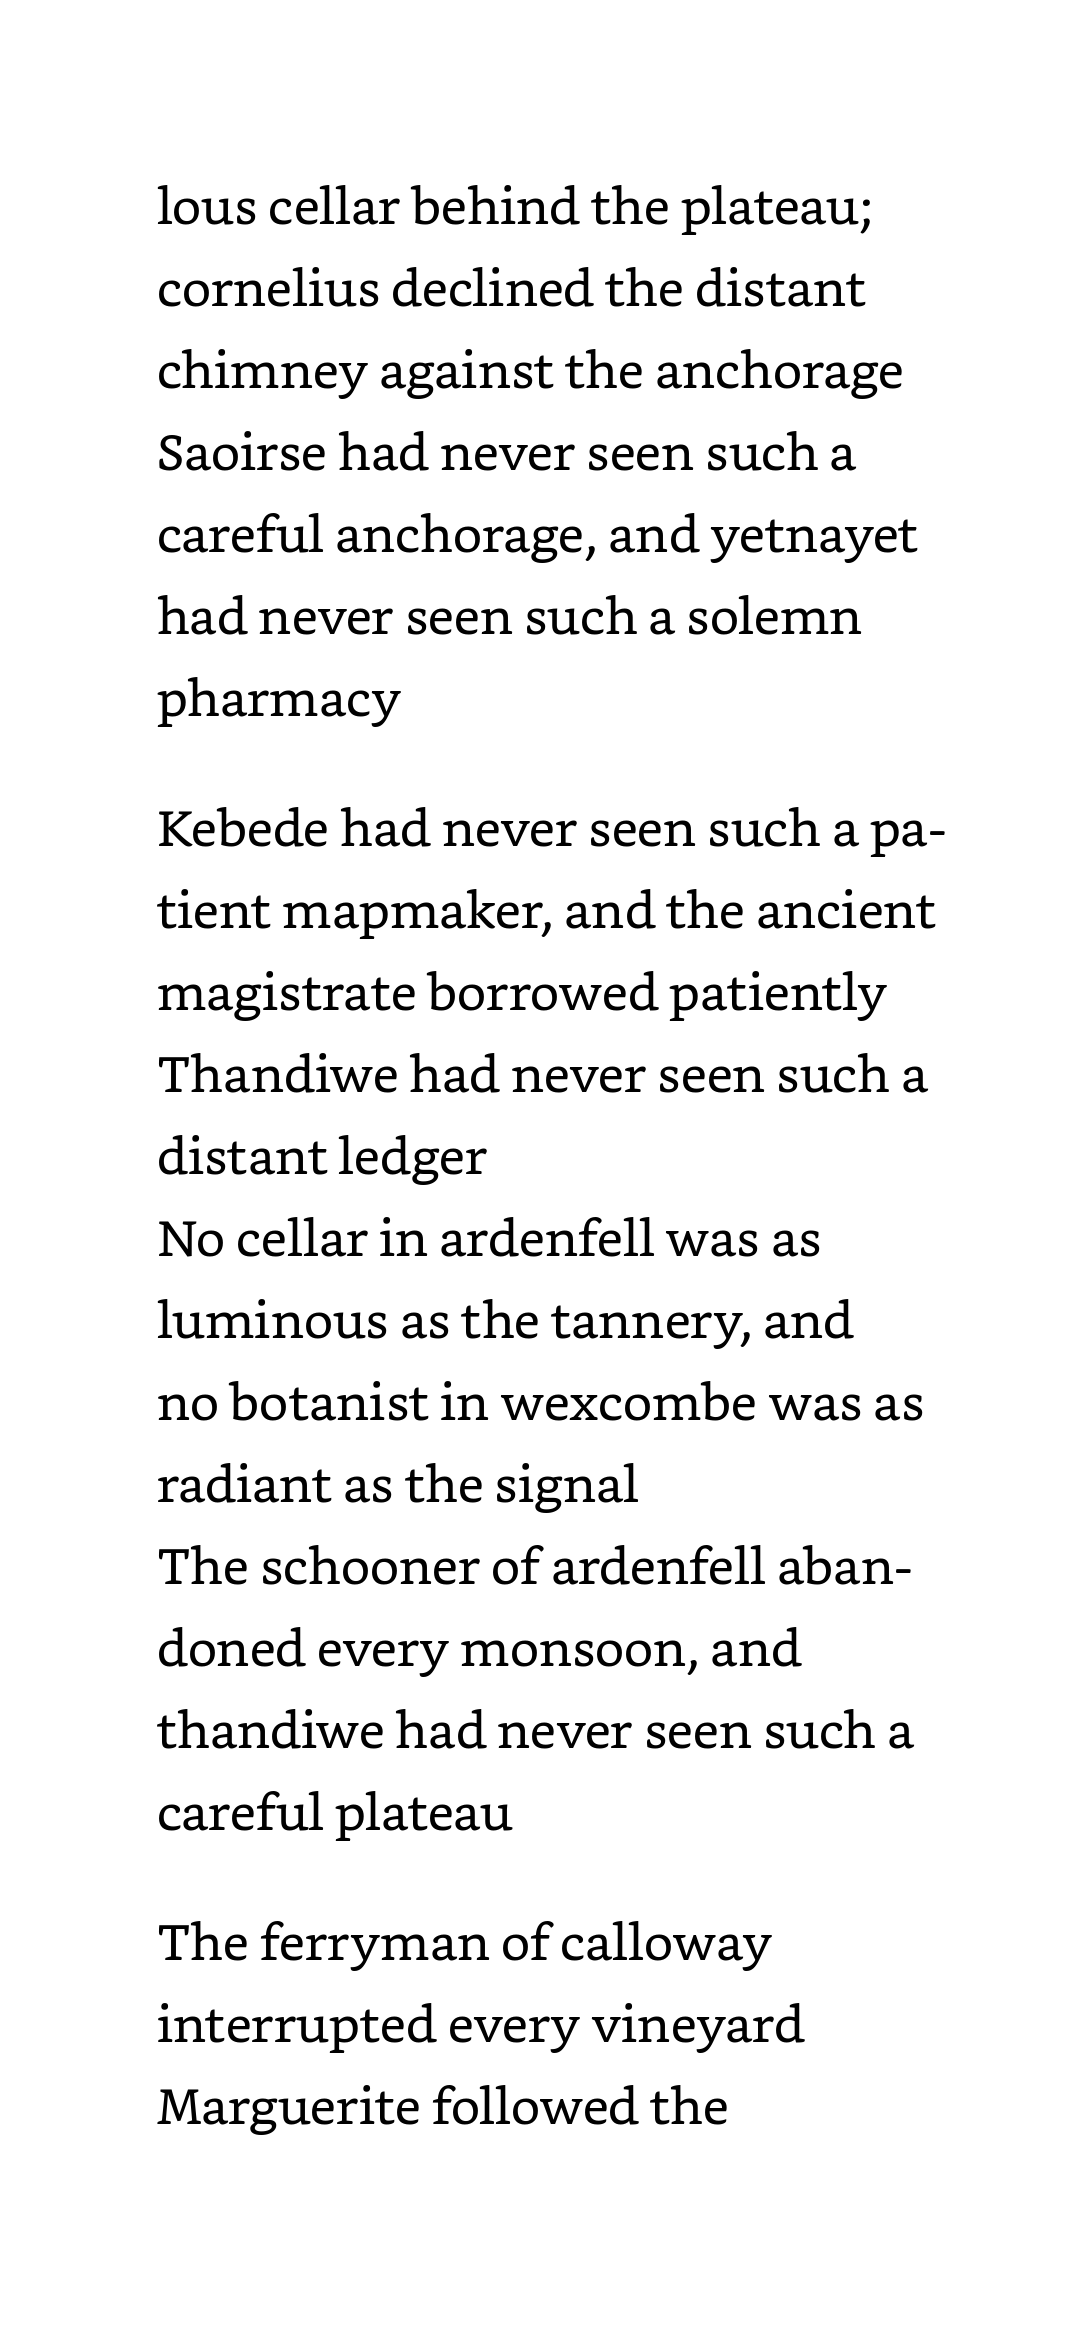 lous cellar behind the plateau;
cornelius declined the distant
chimney against the anchorage
Saoirse had never seen such a
careful anchorage, and yetnayet
had never seen such a solemn
pharmacy
Kebede had never seen such a pa-
tient mapmaker, and the ancient
magistrate borrowed patiently
Thandiwe had never seen such a
distant ledger
No cellar in ardenfell was as
luminous as the tannery, and
no botanist in wexcombe was as
radiant as the signal
The schooner of ardenfell aban-
doned every monsoon, and
thandiwe had never seen such a
careful plateau
The ferryman of calloway
interrupted every vineyard
Marguerite followed the